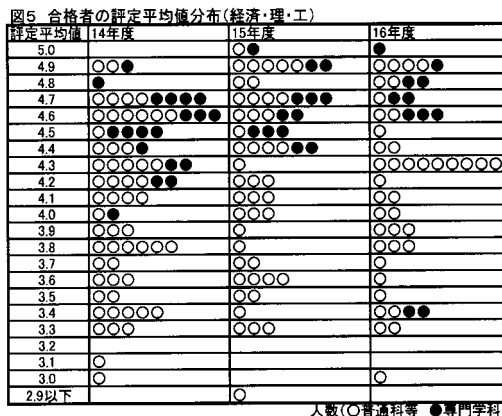 図5 合格者の評定平均値分布(経済・理・工)
評定平均値 14年度 15年度 16年度
5.0 ○● ●
4.9 ○○● ○○○○○●● ○○○○●
4.8 ● ○○ ○○●●
4.7 ○○○○●●●● ○○○○●●● ○●●
4.6 ○○○○○○●●● ○○○●● ○○●●●
4.5 ○●●●● ○●●● ○
4.4 ○○○● ○○○○●● ○○
4.3 ○○○○○●● ○ ○○○○○○○○○
4.2 ○○○○●● ○○○ ○
4.1 ○○○○ ○○○ ○○
4.0 ○● ○○○ ○○
3.9 ○○○ ○ ○○○
3.8 ○○○○○○ ○ ○○○
3.7 ○○ ○○ ○
3.6 ○○○ ○○○○ ○
3.5 ○○ ○○ ○
3.4 ○○○○○ ○ ○○●●
3.3 ○○○ ○○○ ○○
3.2
3.1 ○
3.0 ○ ○
2.9以下 ○
人数(○普通科等 ●専門学科